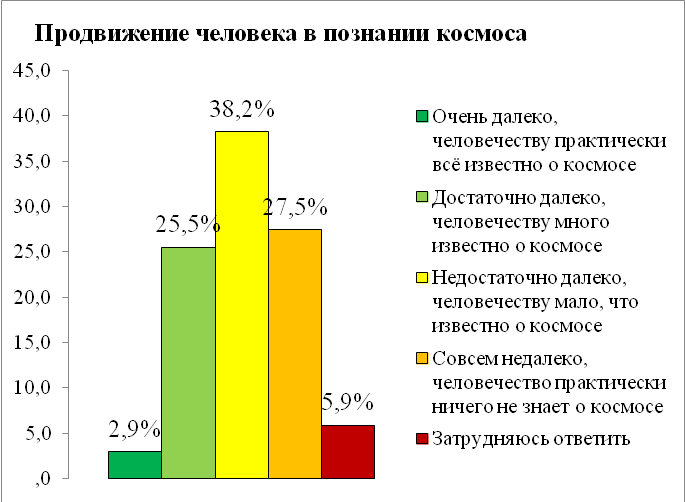 Продвижение человека в познании космоса
45,0
40,0
35,0
30,0
25,0
20,0
15,0
10,0
5,0
,0
2,9%
25,5%
38,2%
27,5%
5,9%
Очень далеко,
человечеству практически
всё известно о космосе
Достаточно далеко,
человечеству много
известно о космосе
Недостаточно далеко,
человечеству мало, что
известно о космосе
Совсем недалеко,
человечество практически
ничего не знает о космосе
Затрудняюсь ответить